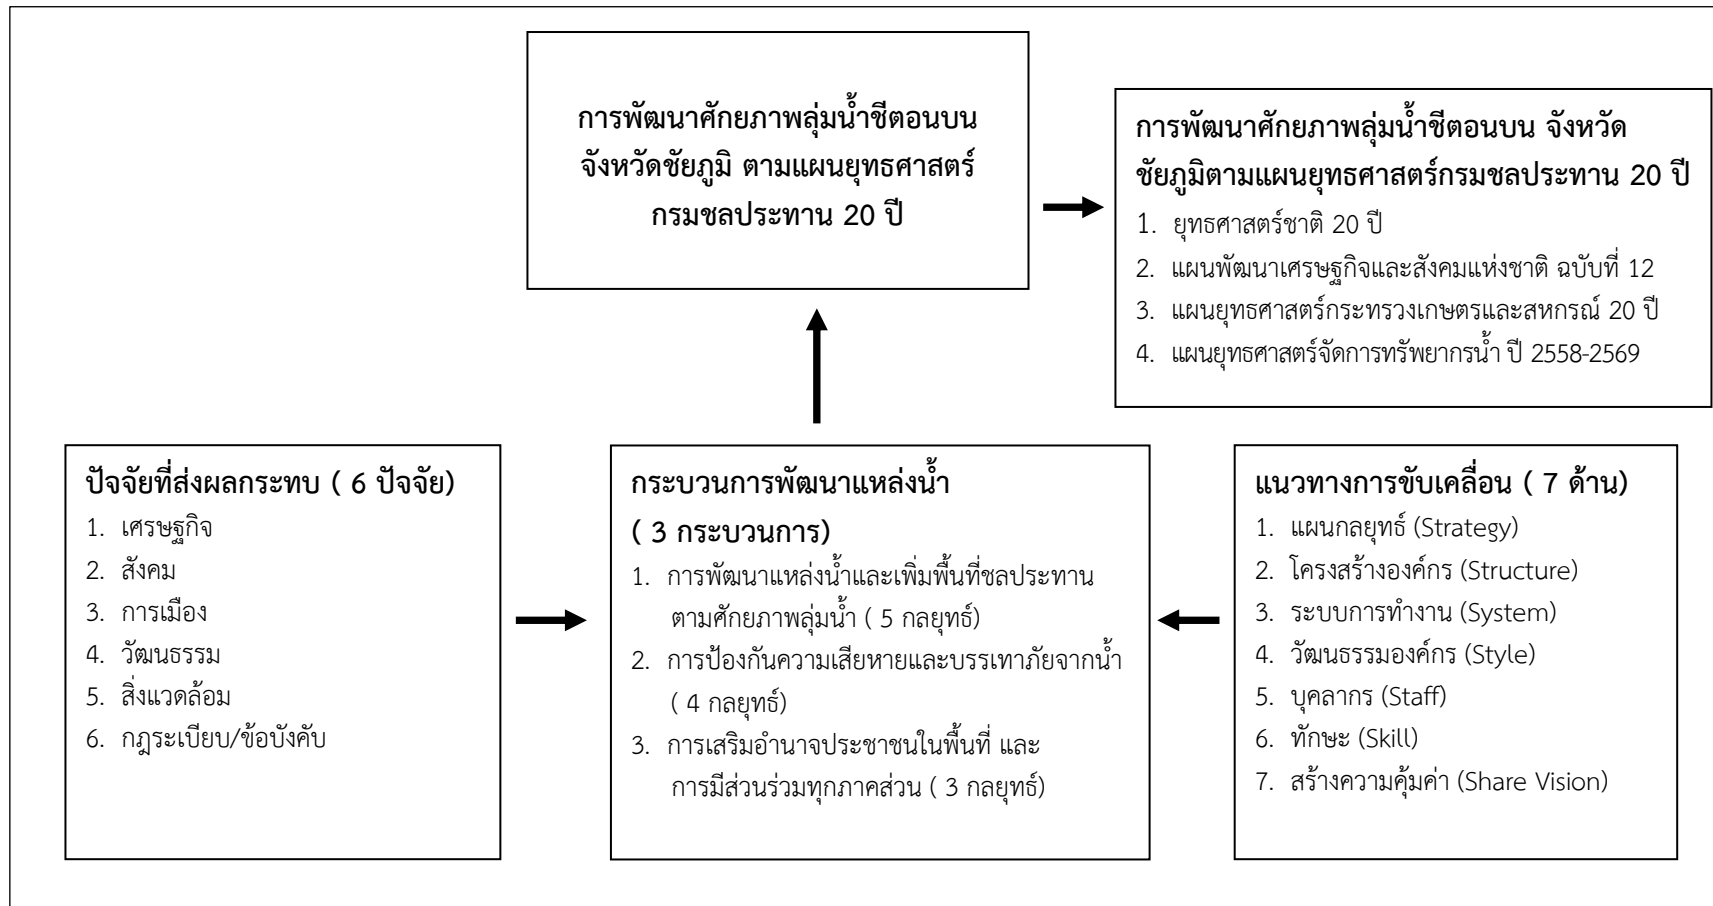 การพัฒนาศักยภาพลุ่มน้ำชีตอนบน
จังหวัดชัยภูมิ ตามแผนยุทธศาสตร์
กรมชลประทาน 20 ปี
การพัฒนาศักยภาพลุ่มน้ำชีตอนบน จังหวัด
ชัยภูมิตามแผนยุทธศาสตร์กรมชลประทาน 20 ปี
1. ยุทธศาสตร์ชาติ 20 ปี
2. แผนพัฒนาเศรษฐกิจและสังคมแห่งชาติ ฉบับที่ 12
3. แผนยุทธศาสตร์กระทรวงเกษตรและสหกรณ์ 20 ปี
4. แผนยุทธศาสตร์จัดการทรัพยากรน้ำ ปี 2558-2569
ปัจจัยที่ส่งผลกระทบ ( 6 ปัจจัย)
1. เศรษฐกิจ
2. สังคม
3. การเมือง
4. วัฒนธรรม
5. สิ่งแวดล้อม
6. กฎระเบียบ/ข้อบังคับ
กระบวนการพัฒนาแหล่งน้ำ
( 3 กระบวนการ)
1. การพัฒนาแหล่งน้ำและเพิ่มพื้นที่ชลประทาน
ตามศักยภาพลุ่มน้ำ ( 5 กลยุทธ์)
2. การป้องกันความเสียหายและบรรเทาภัยจากน้ำ
( 4 กลยุทธ์)
3. การเสริมอำนาจประชาชนในพื้นที่ และ
การมีส่วนร่วมทุกภาคส่วน ( 3 กลยุทธ์)
แนวทางการขับเคลื่อน ( 7 ด้าน)
1. แผนกลยุทธ์ (Strategy)
2. โครงสร้างองค์กร (Structure)
3. ระบบการทำงาน (System)
4. วัฒนธรรมองค์กร (Style)
5. บุคลากร (Staff)
6. ทักษะ (Skill)
7. สร้างความคุ้มค่า (Share Vision)